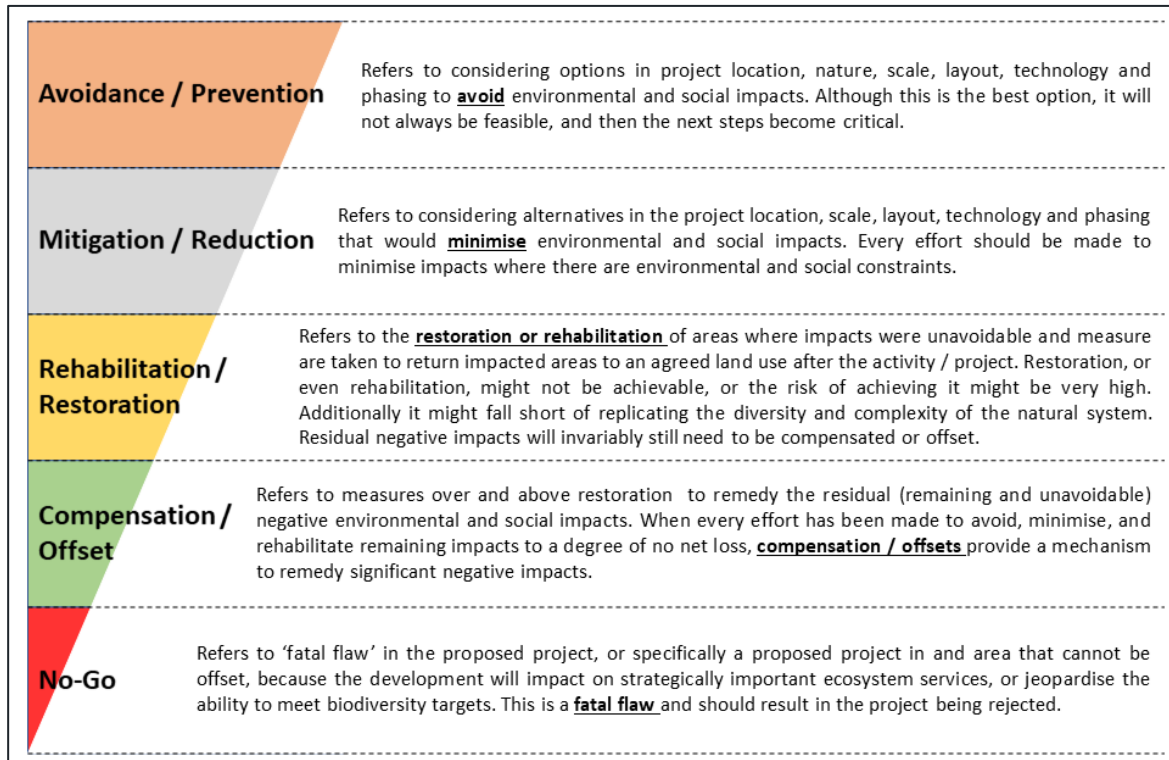 Avoidance / Prevention
Refers to considering options in project location, nature, scale, layout, technology and
phasing to avoid environmental and social impacts. Although this is the best option, it will
not always be feasible, and then the next steps become critical.
Mitigation / Reduction
Refers to considering alternatives in the project location, scale, layout, technology and phasing
that would minimise environmental and social impacts. Every effort should be made to
minimise impacts where there are environmental and social constraints.
Rehabilitation /
Restoration
Refers to the restoration or rehabilitation of areas where impacts were unavoidable and measure
are taken to return impacted areas to an agreed land use after the activity / project. Restoration, or
even rehabilitation, might not be achievable, or the risk of achieving it might be very high.
Additionally it might fall short of replicating the diversity and complexity of the natural system.
Residual negative impacts will invariably still need to be compensated or offset.
Compensation /
Offset
Refers to measures over and above restoration to remedy the residual (remaining and unavoidable)
negative environmental and social impacts. When every effort has been made to avoid, minimise, and
rehabilitate remaining impacts to a degree of no net loss, compensation / offsets provide a mechanism
to remedy significant negative impacts.
No-Go
Refers to ‘fatal flaw’ in the proposed project, or specifically a proposed project in and area that cannot be
offset, because the development will impact on strategically important ecosystem services, or jeopardise the
ability to meet biodiversity targets. This is a fatal flaw and should result in the project being rejected.